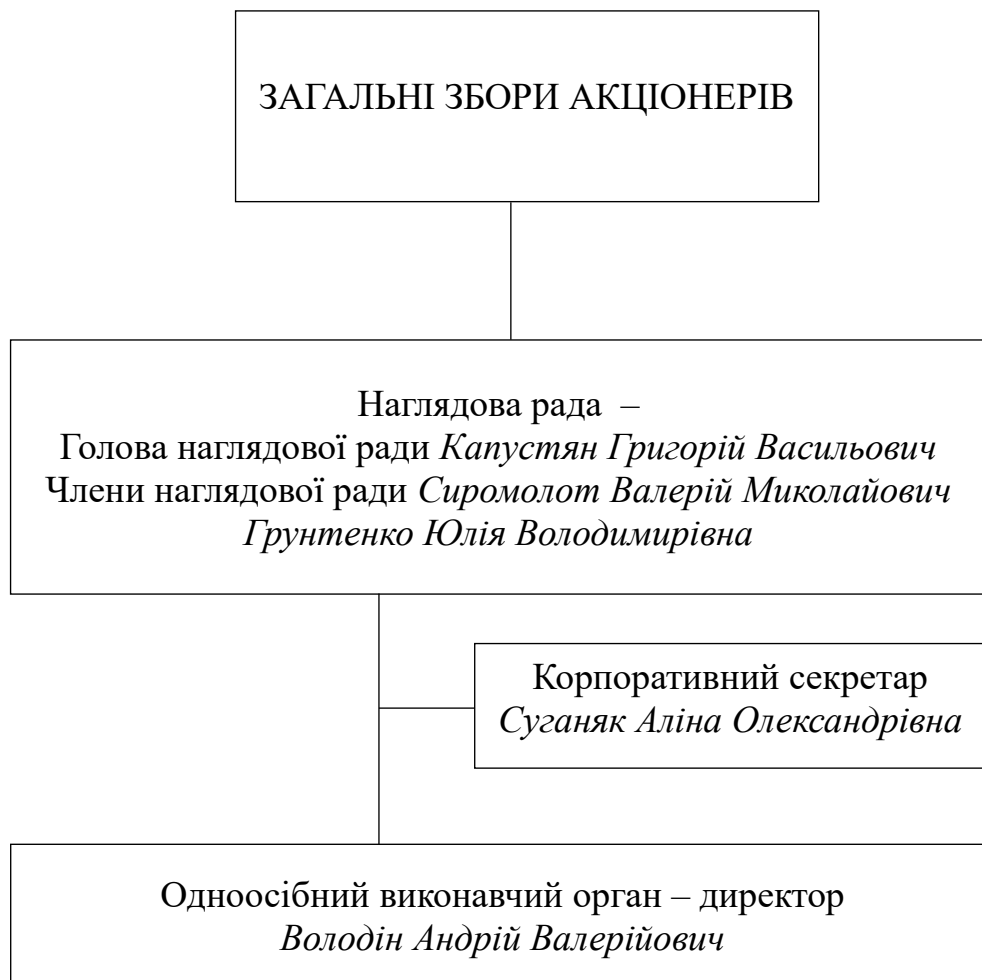 ЗАГАЛЬНІ ЗБОРИ АКЦІОНЕРІВ
Наглядова рада –
Голова наглядової ради Капустян Григорій Васильович
Члени наглядової ради Сиромолот Валерій Миколайович
Грунтенко Юлія Володимирівна
Корпоративний секретар
Суганяк Аліна Олександрівна
Одноосібний виконавчий орган – директор
Володін Андрій Валерійович